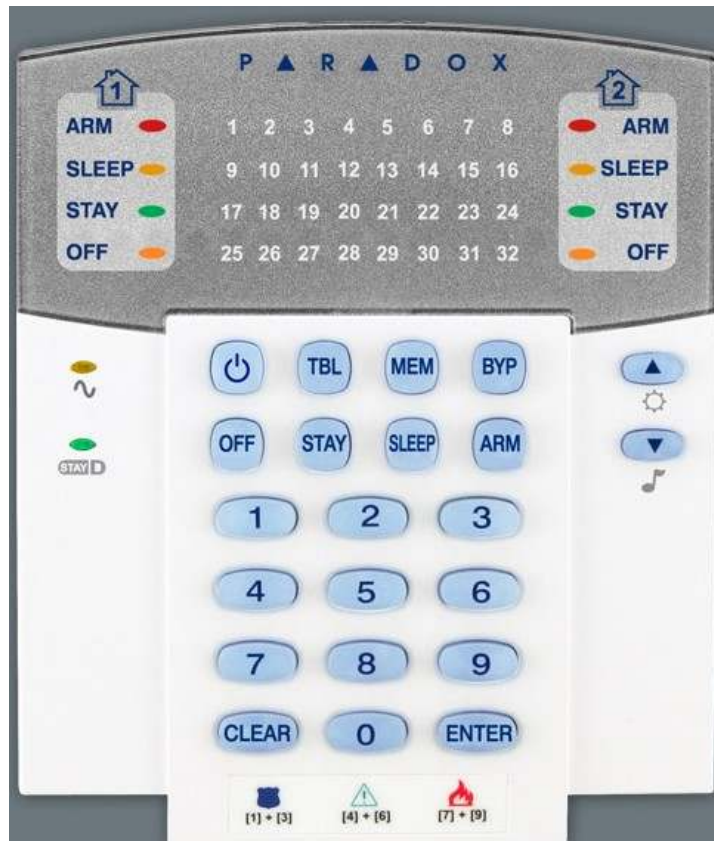 PARADOX
1 2
ARM 1 2 3 4 5 6 7 8 ARM
SLEEP 9 10 11 12 13 14 15 16 SLEEP
STAY 17 18 19 20 21 22 23 24 STAY
OFF 25 26 27 28 29 30 31 32 OFF
TBL MEM BYP
OFF STAY SLEEP ARM
STAY D
1 2 3
4 5 6
7 8 9
CLEAR 0 ENTER
[1] + [3] [4] + [6] [7] + [9]